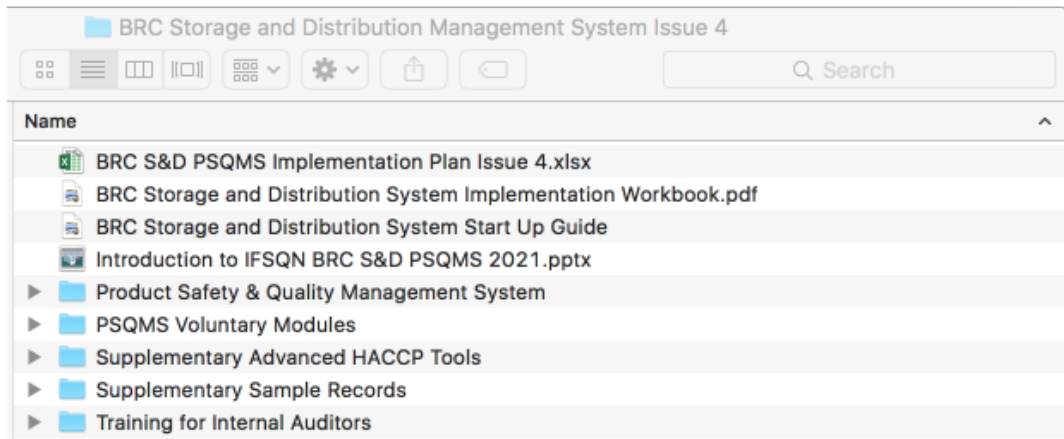 BRC Storage and Distribution Management System Issue 4
Search
Name
BRC S&D PSQMS Implementation Plan Issue 4.xlsx
BRC Storage and Distribution System Implementation Workbook.pdf
BRC Storage and Distribution System Start Up Guide
Introduction to IFSQN BRC S&D PSQMS 2021.pptx
Product Safety & Quality Management System
PSQMS Voluntary Modules
Supplementary Advanced HACCP Tools
Supplementary Sample Records
Training for Internal Auditors